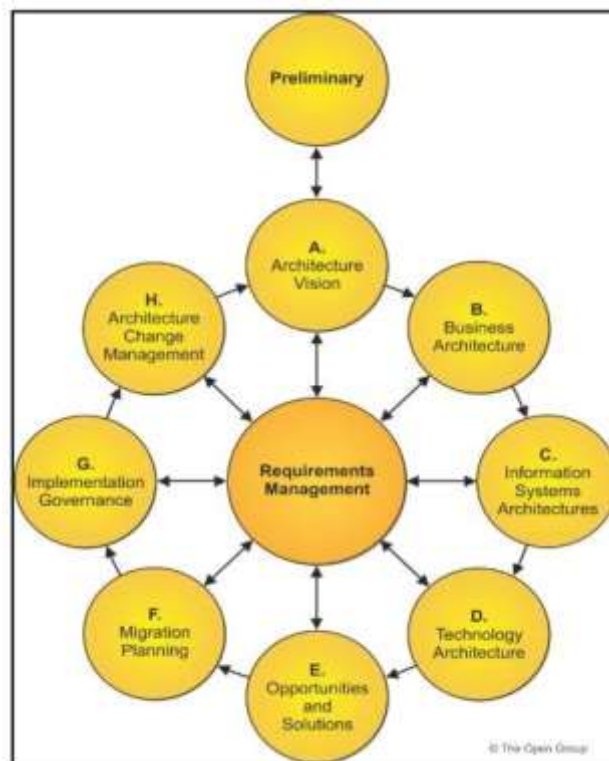 Preliminary
A.
Architecture
Vision
B.
Business
Architecture
C.
Information
Systems
Architectures
D.
Technology
Architecture
E.
Opportunities
and
Solutions
F.
Migration
Planning
G.
Implementation
Governance
H.
Architecture
Change
Management
Requirements
Management
© The Open Group